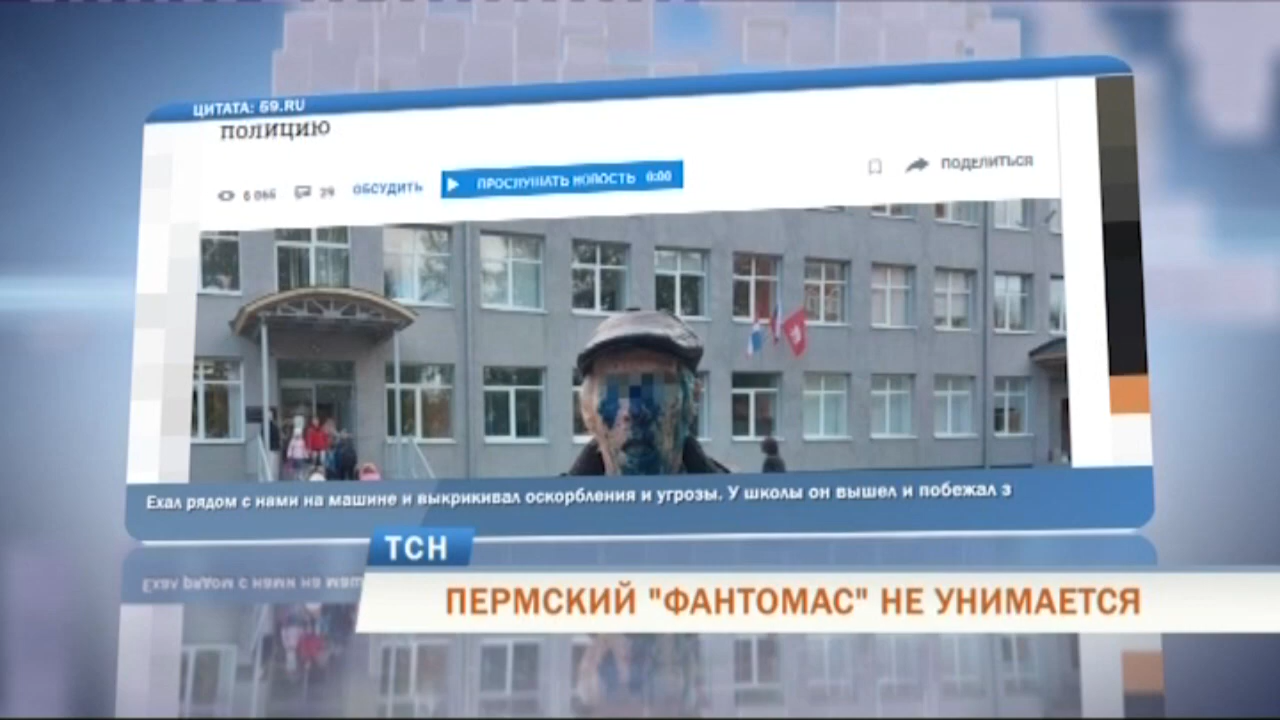 ЦИТАТА: 59.RU
полицию
6 066 29 ОБСУДИТЬ ПРОСЛУШАТЬ НОВОСТЬ 0:00 ПОДЕЛИТЬСЯ
Ехал рядом с нами на машине и выкрикивал оскорбления и угрозы. У школы он вышел и побежал з
ТСН
ПЕРМСКИЙ "ФАНТОМАС" НЕ УНИМАЕТСЯ